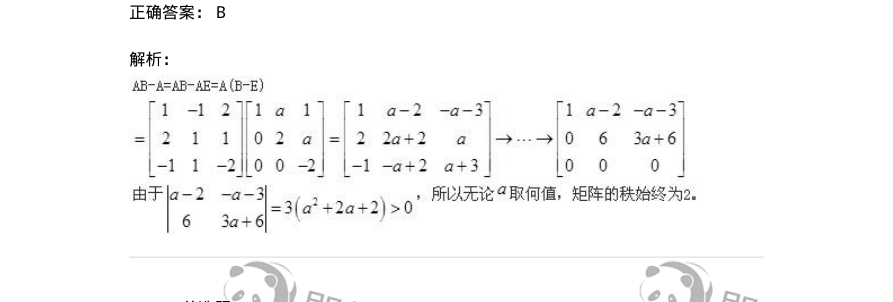 正确答案： B
解析：
AB-A=AB-AE=A(B-E)
= [1 -1 2; 2 1 1; -1 1 -2] [1 a 1; 0 2 a; 0 0 -2] = [1 a-2 -a-3; 2 2a+2 a; -1 -a+2 a+3] → ··· → [1 a-2 -a-3; 0 6 3a+6; 0 0 0]
由于 |a-2 -a-3; 6 3a+6| = 3(a²+2a+2)>0，所以无论a取何值，矩阵的秩始终为2。